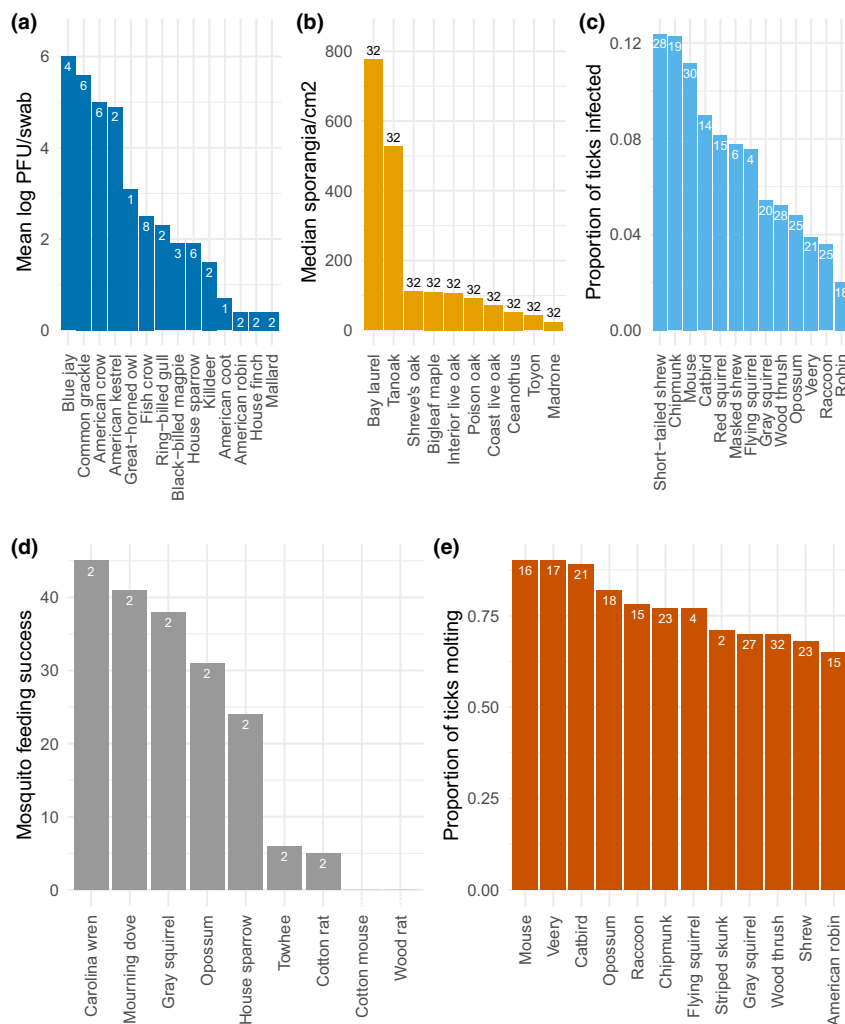 (a)
Mean log PFU/swab
6
4
2
0
4
6
6
2
1
8
2
3
6
2
1
2
2
2
Blue jay
Common grackle
American crow
American kestrel
Great−horned owl
Fish crow
Ring−billed gull
Black−billed magpie
House sparrow
Killdeer
American coot
American robin
House finch
Mallard
(b)
Median sporangia/cm2
800
600
400
200
0
32
32
32
32
32
32
32
32
32
32
Bay laurel
Tanoak
Shreve's oak
Bigleaf maple
Interior live oak
Poison oak
Coast live oak
Ceanothus
Toyon
Madrone
(c)
Proportion of ticks infected
0.12
0.08
0.04
0.00
28
19
30
14
15
6
4
20
28
25
21
25
18
Short−tailed shrew
Chipmunk
Mouse
Catbird
Red squirrel
Masked shrew
Flying squirrel
Gray squirrel
Wood thrush
Opossum
Veery
Raccoon
Robin
(d)
Mosquito feeding success
40
30
20
10
0
2
2
2
2
2
2
2
Carolina wren
Mourning dove
Gray squirrel
Opossum
House sparrow
Towhee
Cotton rat
Cotton mouse
Wood rat
(e)
Proportion of ticks molting
0.75
0.50
0.25
0.00
16
17
21
18
15
23
4
2
27
32
23
15
Mouse
Veery
Catbird
Opossum
Raccoon
Chipmunk
Flying squirrel
Striped skunk
Gray squirrel
Wood thrush
Shrew
American robin